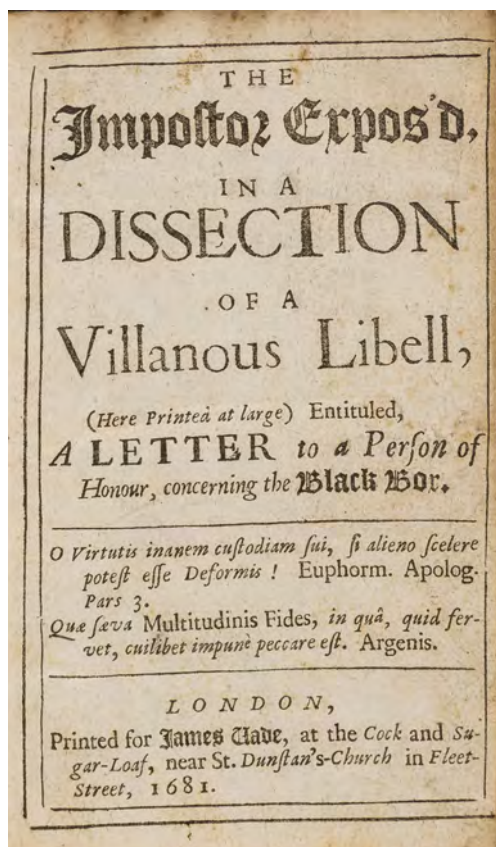 THE
Impoſtor Expos'd,
IN A
DISSECTION
OF A
Villanous Libell,
(Here Printed at large) Entituled,
A LETTER to a Perſon of
Honour, concerning the Black Box.
O Virtutis inanem cuſtodiam ſui, ſi alieno ſcelere
poteſt eſſe Deformis ! Euphorm. Apolog.
Pars 3.
Quæ ſæva Multitudinis Fides, in quâ, quid fer-
vet, cuilibet impunè peccare eſt. Argenis.
LONDON,
Printed for James Vade, at the Cock and Su-
gar-Loaf, near St. Dunſtan's-Church in Fleet-
Street, 1681.